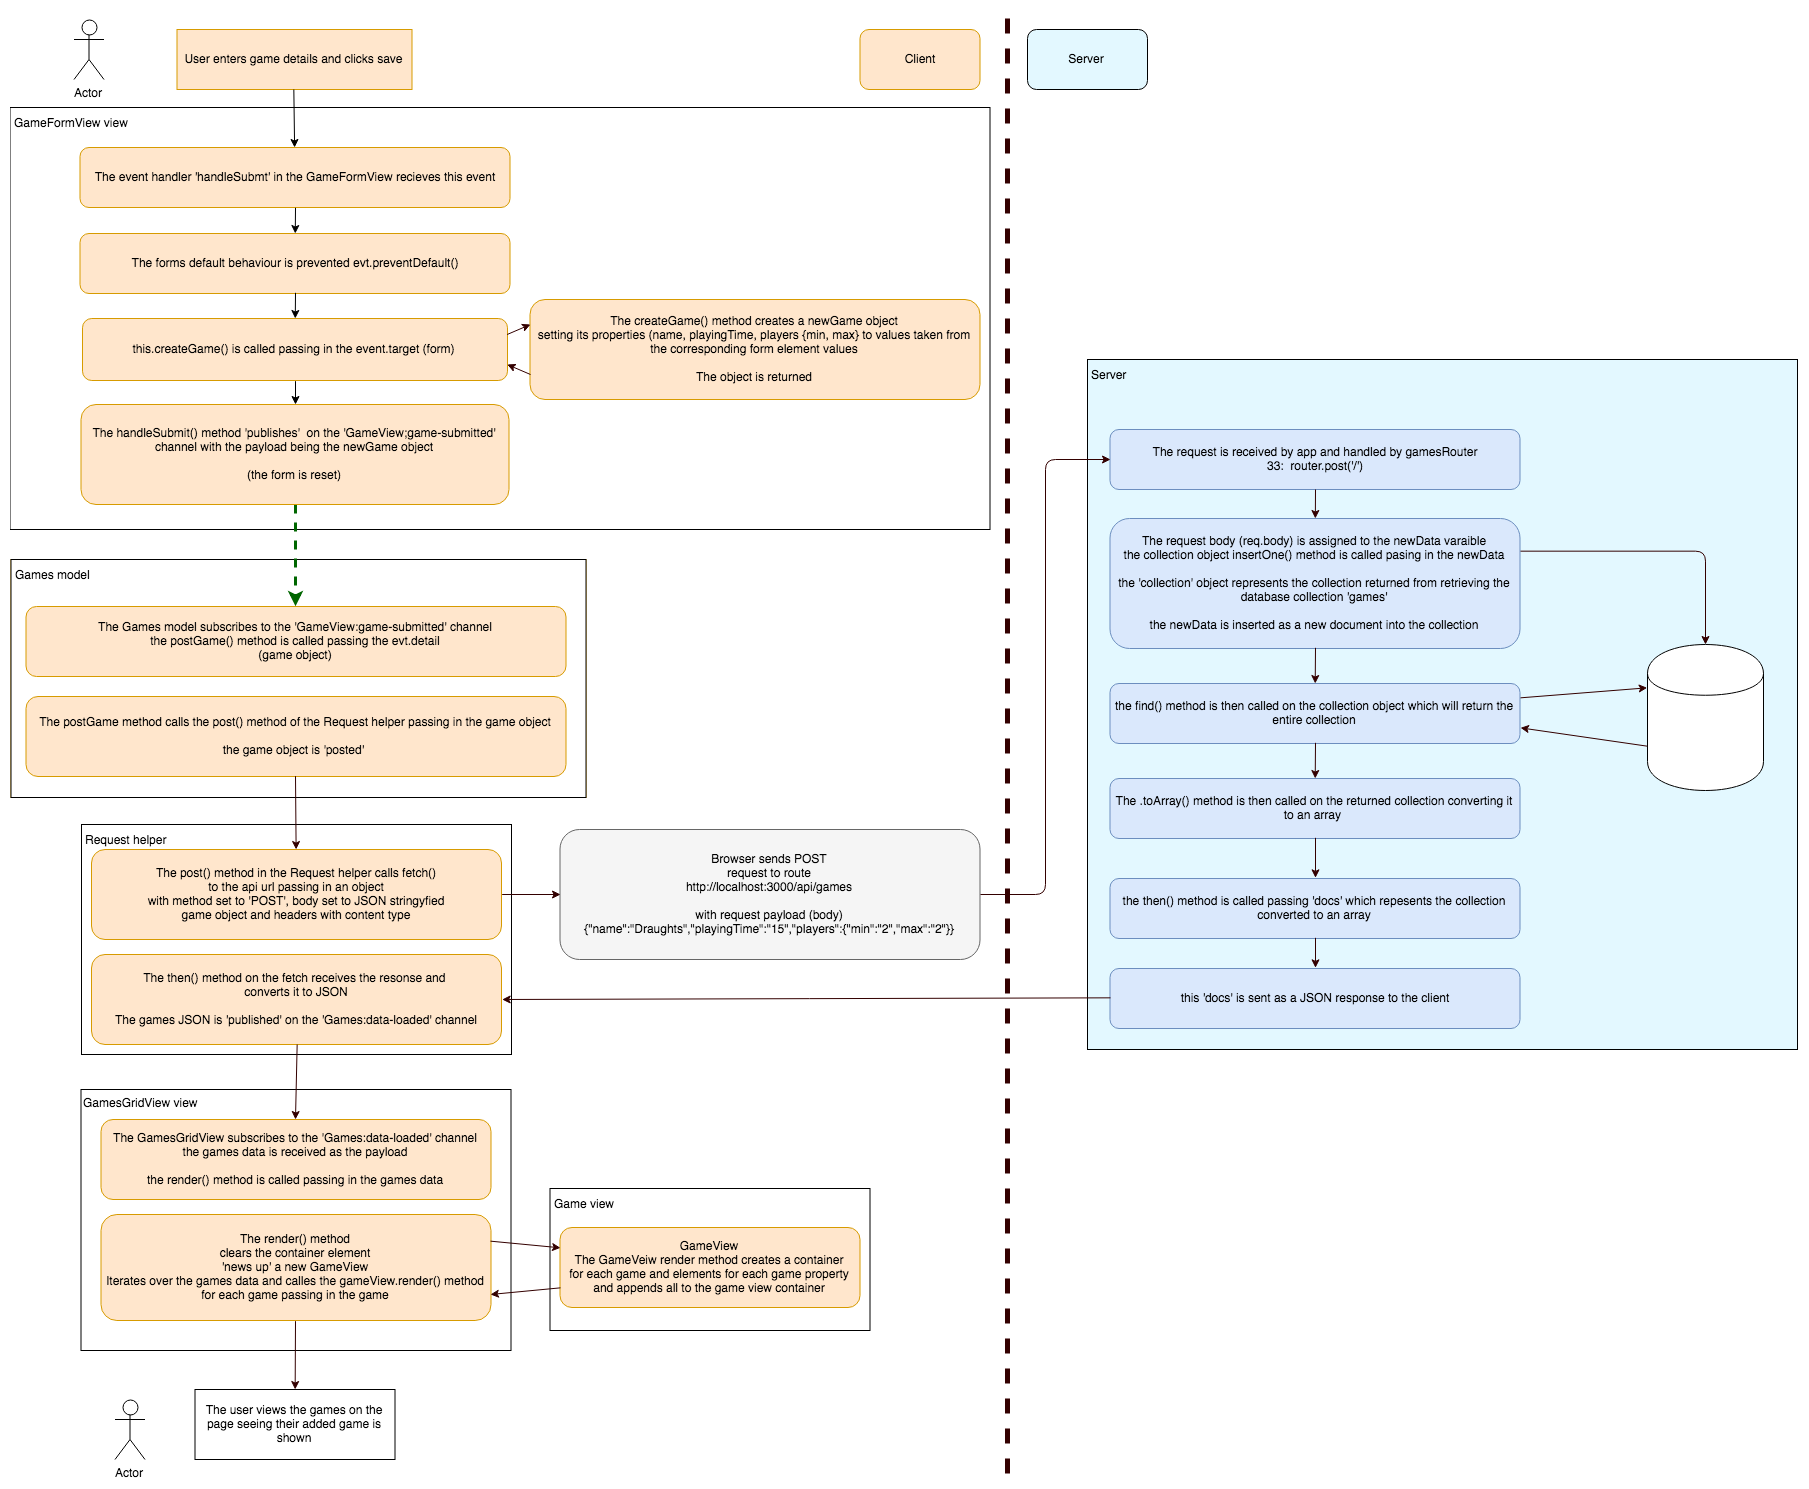 Actor
User enters game details and clicks save
Client
Server
GameFormView view
The event handler 'handleSubmt' in the GameFormView recieves this event
The forms default behaviour is prevented evt.preventDefault()
this.createGame() is called passing in the event.target (form)
The createGame() method creates a newGame object
setting its properties (name, playingTime, players {min, max} to values taken from
the corresponding form element values
The object is returned
The handleSubmit() method 'publishes'  on the 'GameView;game-submitted'
channel with the payload being the newGame object
(the form is reset)
Games model
The Games model subscribes to the 'GameView:game-submitted' channel
the postGame() method is called passing the evt.detail
(game object)
The postGame method calls the post() method of the Request helper passing in the game object
the game object is 'posted'
Request helper
The post() method in the Request helper calls fetch()
to the api url passing in an object
with method set to 'POST', body set to JSON stringyfied
game object and headers with content type
Browser sends POST
request to route
http://localhost:3000/api/games
with request payload (body)
{"name":"Draughts","playingTime":"15","players":{"min":"2","max":"2"}}
Server
The request is received by app and handled by gamesRouter
33:  router.post('/')
The request body (req.body) is assigned to the newData varaible
the collection object insertOne() method is called pasing in the newData
the 'collection' object represents the collection returned from retrieving the
database collection 'games'
the newData is inserted as a new document into the collection
the find() method is then called on the collection object which will return the
entire collection
The .toArray() method is then called on the returned collection converting it
to an array
the then() method is called passing 'docs' which repesents the collection
converted to an array
this 'docs' is sent as a JSON response to the client
The then() method on the fetch receives the resonse and
converts it to JSON
The games JSON is 'published' on the 'Games:data-loaded' channel
GamesGridView view
The GamesGridView subscribes to the 'Games:data-loaded' channel
the games data is received as the payload
the render() method is called passing in the games data
The render() method
clears the container element
'news up' a new GameView
Iterates over the games data and calles the gameView.render() method
for each game passing in the game
Game view
GameView
The GameVeiw render method creates a container
for each game and elements for each game property
and appends all to the game view container
The user views the games on the
page seeing their added game is
shown
Actor